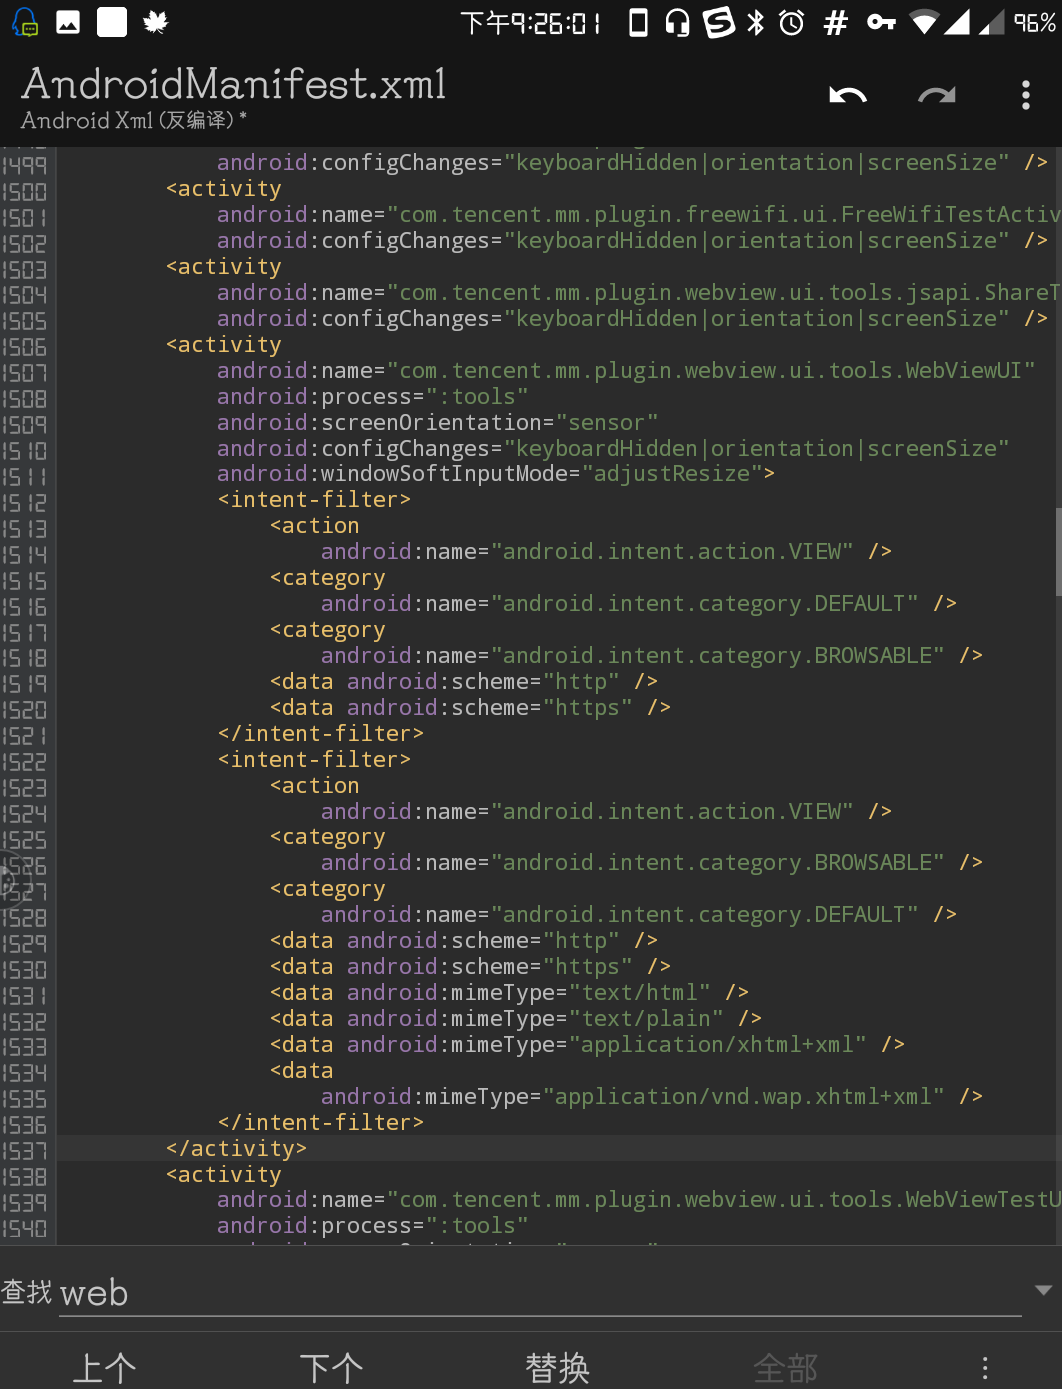 下午9:26:01 96%
AndroidManifest.xml
Android Xml (反编译) *
1499 android:configChanges="keyboardHidden|orientation|screenSize" />
1500 <activity
1501 android:name="com.tencent.mm.plugin.freewifi.ui.FreeWifiTestActiv
1502 android:configChanges="keyboardHidden|orientation|screenSize" />
1503 <activity
1504 android:name="com.tencent.mm.plugin.webview.ui.tools.jsapi.ShareT
1505 android:configChanges="keyboardHidden|orientation|screenSize" />
1506 <activity
1507 android:name="com.tencent.mm.plugin.webview.ui.tools.WebViewUI"
1508 android:process=":tools"
1509 android:screenOrientation="sensor"
1510 android:configChanges="keyboardHidden|orientation|screenSize"
1511 android:windowSoftInputMode="adjustResize">
1512 <intent-filter>
1513 <action
1514 android:name="android.intent.action.VIEW" />
1515 <category
1516 android:name="android.intent.category.DEFAULT" />
1517 <category
1518 android:name="android.intent.category.BROWSABLE" />
1519 <data android:scheme="http" />
1520 <data android:scheme="https" />
1521 </intent-filter>
1522 <intent-filter>
1523 <action
1524 android:name="android.intent.action.VIEW" />
1525 <category
1526 android:name="android.intent.category.BROWSABLE" />
1527 <category
1528 android:name="android.intent.category.DEFAULT" />
1529 <data android:scheme="http" />
1530 <data android:scheme="https" />
1531 <data android:mimeType="text/html" />
1532 <data android:mimeType="text/plain" />
1533 <data android:mimeType="application/xhtml+xml" />
1534 <data
1535 android:mimeType="application/vnd.wap.xhtml+xml" />
1536 </intent-filter>
1537 </activity>
1538 <activity
1539 android:name="com.tencent.mm.plugin.webview.ui.tools.WebViewTestU
1540 android:process=":tools"
查找 web
上个 下个 替换 全部